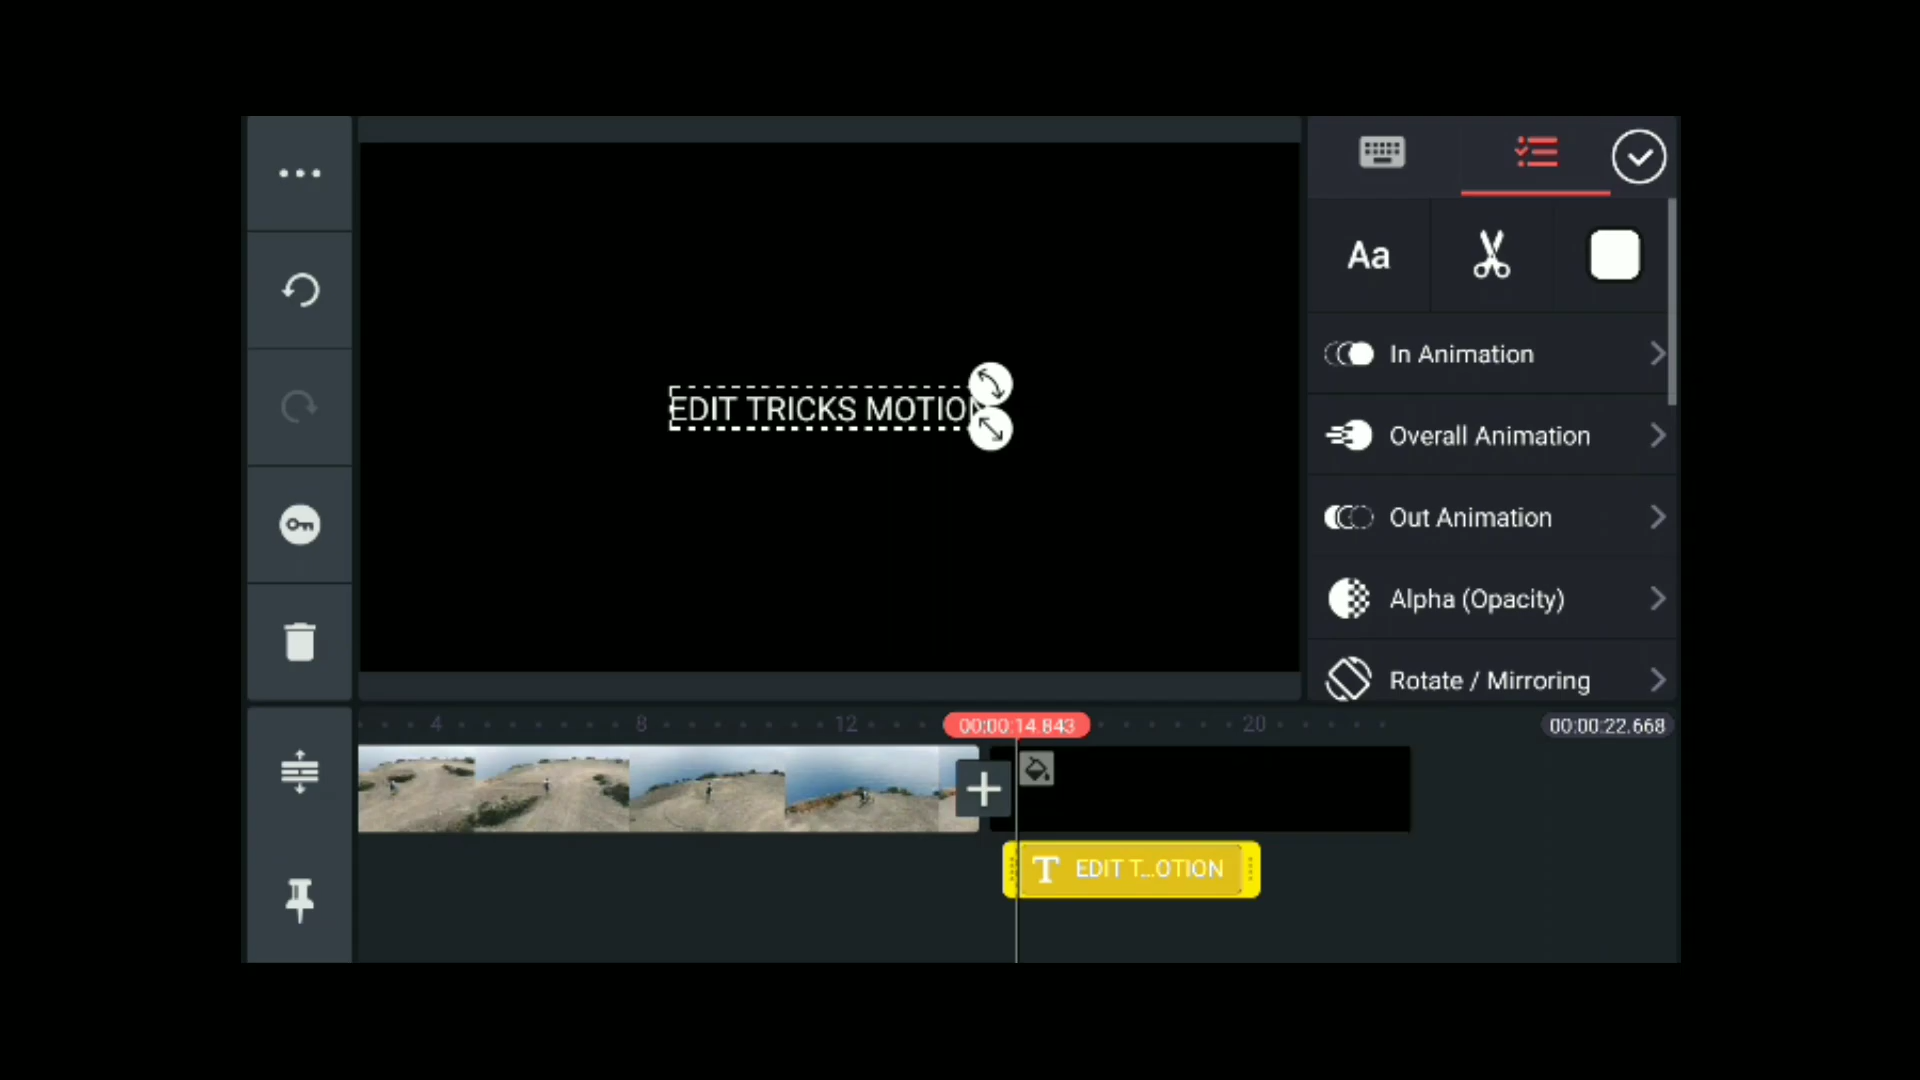 Aa
In Animation
EDIT TRICKS MOTION
Overall Animation
Out Animation
Alpha (Opacity)
Rotate / Mirroring
4 8 12 00:00:14.843 20 00:00:22.668
T EDIT T...OTION